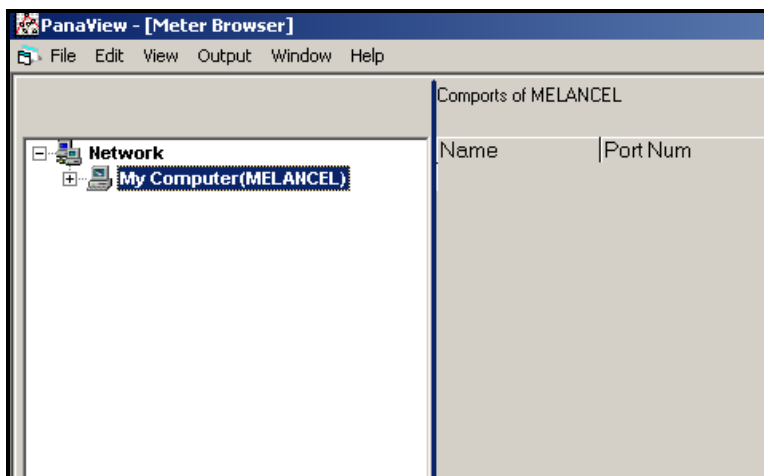 PanaView - [Meter Browser]
File Edit View Output Window Help
Comports of MELANCEL
Network
My Computer(MELANCEL)
Name Port Num